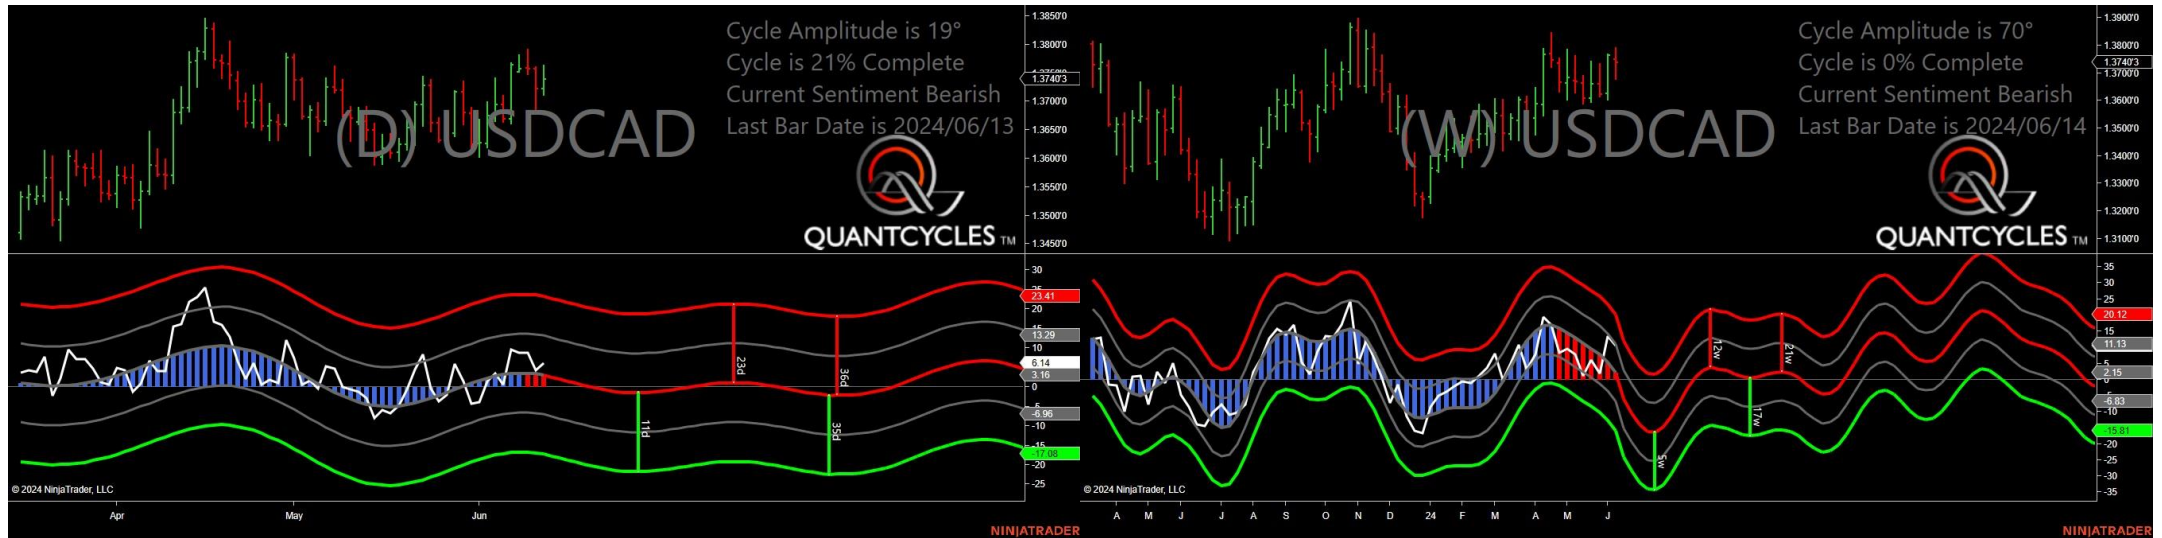 Cycle Amplitude is 19°
Cycle is 21% Complete
Current Sentiment Bearish
Last Bar Date is 2024/06/13
(D) USDCAD
QUANTCYCLES TM
1.3850'0
1.3800'0
1.3740'3
1.3700'0
1.3650'0
1.3600'0
1.3550'0
1.3500'0
1.3450'0
30
23.41
20
13.29
10
6.14
3.16
0
-6.96
-10
-15
-17.08
-20
-25
11d
23d
35d
36d
© 2024 NinjaTrader, LLC
Apr
May
Jun
NINJATRADER
Cycle Amplitude is 70°
Cycle is 0% Complete
Current Sentiment Bearish
Last Bar Date is 2024/06/14
(W) USDCAD
QUANTCYCLES TM
1.3900'0
1.3800'0
1.3740'3
1.3700'0
1.3600'0
1.3500'0
1.3400'0
1.3300'0
1.3200'0
1.3100'0
35
30
25
20.12
15
11.13
5
2.15
0
-6.83
-10
-15.81
-20
-25
-30
-35
5w
12w
17w
21w
© 2024 NinjaTrader, LLC
A
M
J
J
A
S
O
N
D
24
F
M
A
M
J
NINJATRADER